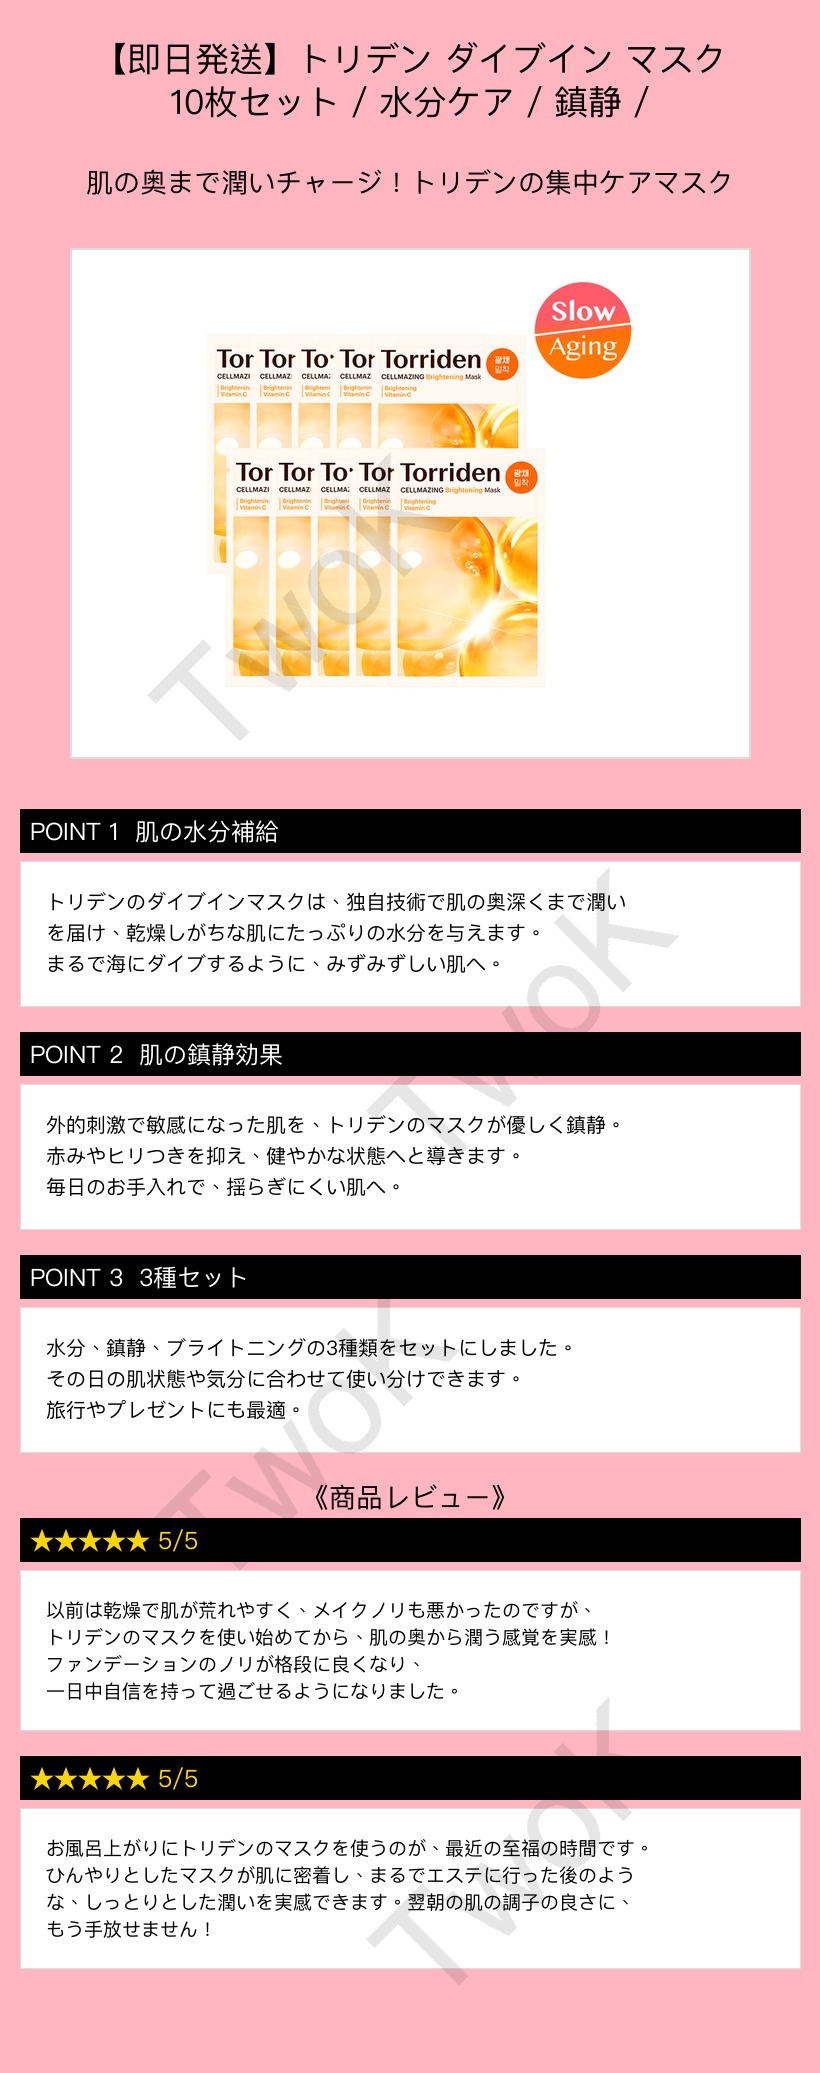 【即日発送】トリデン ダイブイン マスク
10枚セット / 水分ケア / 鎮静 /
肌の奥まで潤いチャージ！トリデンの集中ケアマスク
Slow
Aging
Tor Tor To Tor Torriden 광채
밀착
CELLMAZI CELLMAZI CELLMA CELLMAZ CELLMAZING Brightening Mask
Brightenin Brightenin Brighten Brightenin Brightening
Vitamin C Vitamin C Vitamin C Vitamin C Vitamin C
Tor Tor To Tor Torriden 광채
밀착
CELLMAZI CELLMAZI CELLMA CELLMAZ CELLMAZING Brightening Mask
Brightenin Brightenin Brighten Brightenin Brightening
Vitamin C Vitamin C Vitamin C Vitamin C Vitamin C
TwoK
POINT 1 肌の水分補給
トリデンのダイブインマスクは、独自技術で肌の奥深くまで潤い
を届け、乾燥しがちな肌にたっぷりの水分を与えます。
まるで海にダイブするように、みずみずしい肌へ。
TwoK
POINT 2 肌の鎮静効果
外的刺激で敏感になった肌を、トリデンのマスクが優しく鎮静。
赤みやヒリつきを抑え、健やかな状態へと導きます。
毎日のお手入れで、揺らぎにくい肌へ。
POINT 3 3種セット
水分、鎮静、ブライトニングの3種類をセットにしました。
その日の肌状態や気分に合わせて使い分けできます。
旅行やプレゼントにも最適。
TwoK
《商品レビュー》
★★★★★ 5/5
以前は乾燥で肌が荒れやすく、メイクノリも悪かったのですが、
トリデンのマスクを使い始めてから、肌の奥から潤う感覚を実感！
ファンデーションのノリが格段に良くなり、
一日中自信を持って過ごせるようになりました。
★★★★★ 5/5
お風呂上がりにトリデンのマスクを使うのが、最近の至福の時間です。
ひんやりとしたマスクが肌に密着し、まるでエステに行った後のよう
な、しっとりとした潤いを実感できます。翌朝の肌の調子の良さに、
もう手放せません！
TwoK